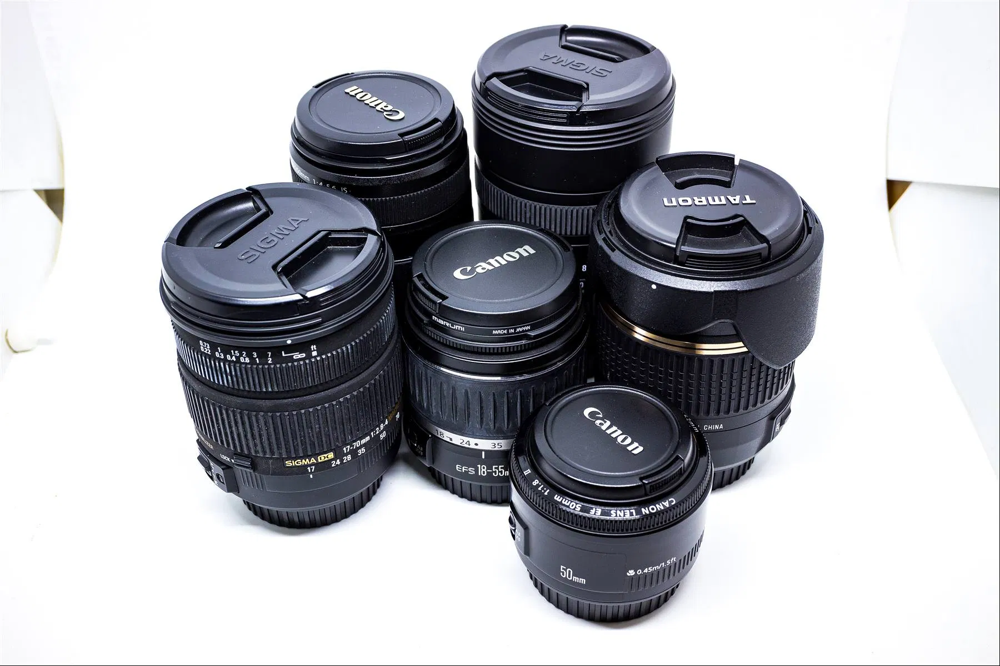 SIGMA
Canon
1:4-5.6 IS
TAMRON
SIGMA
Canon
8
marumi
MADE IN JAPAN
0.73 1 1.5 2 3 7 ∞ ft
0.22 0.3 0.4 0.6 1 2 m
17-70mm 1:2.8-4
LOCK
SIGMA DC
17 24 28 35 50 70
18 24 35
EFS 18-55
CHINA
Canon
CANON LENS EF 50mm 1:1.8 II
50mm
0.45m/1.5ft